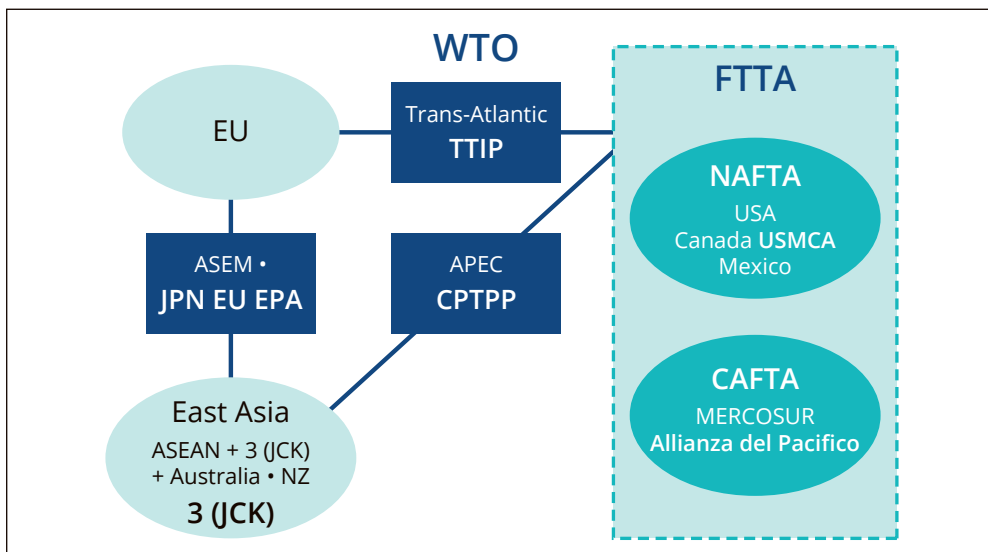 WTO
EU
Trans-Atlantic
TTIP
FTTA
NAFTA
USA
Canada USMCA
Mexico
ASEM •
JPN EU EPA
APEC
CPTPP
East Asia
ASEAN + 3 (JCK)
+ Australia • NZ
3 (JCK)
CAFTA
MERCOSUR
Allianza del Pacifico